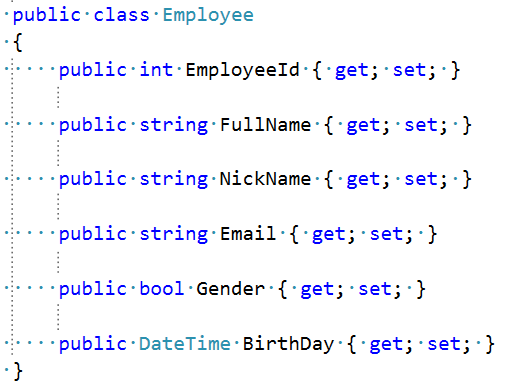 public class Employee
{
public int EmployeeId { get; set; }
public string FullName { get; set; }
public string NickName { get; set; }
public string Email { get; set; }
public bool Gender { get; set; }
public DateTime BirthDay { get; set; }
}